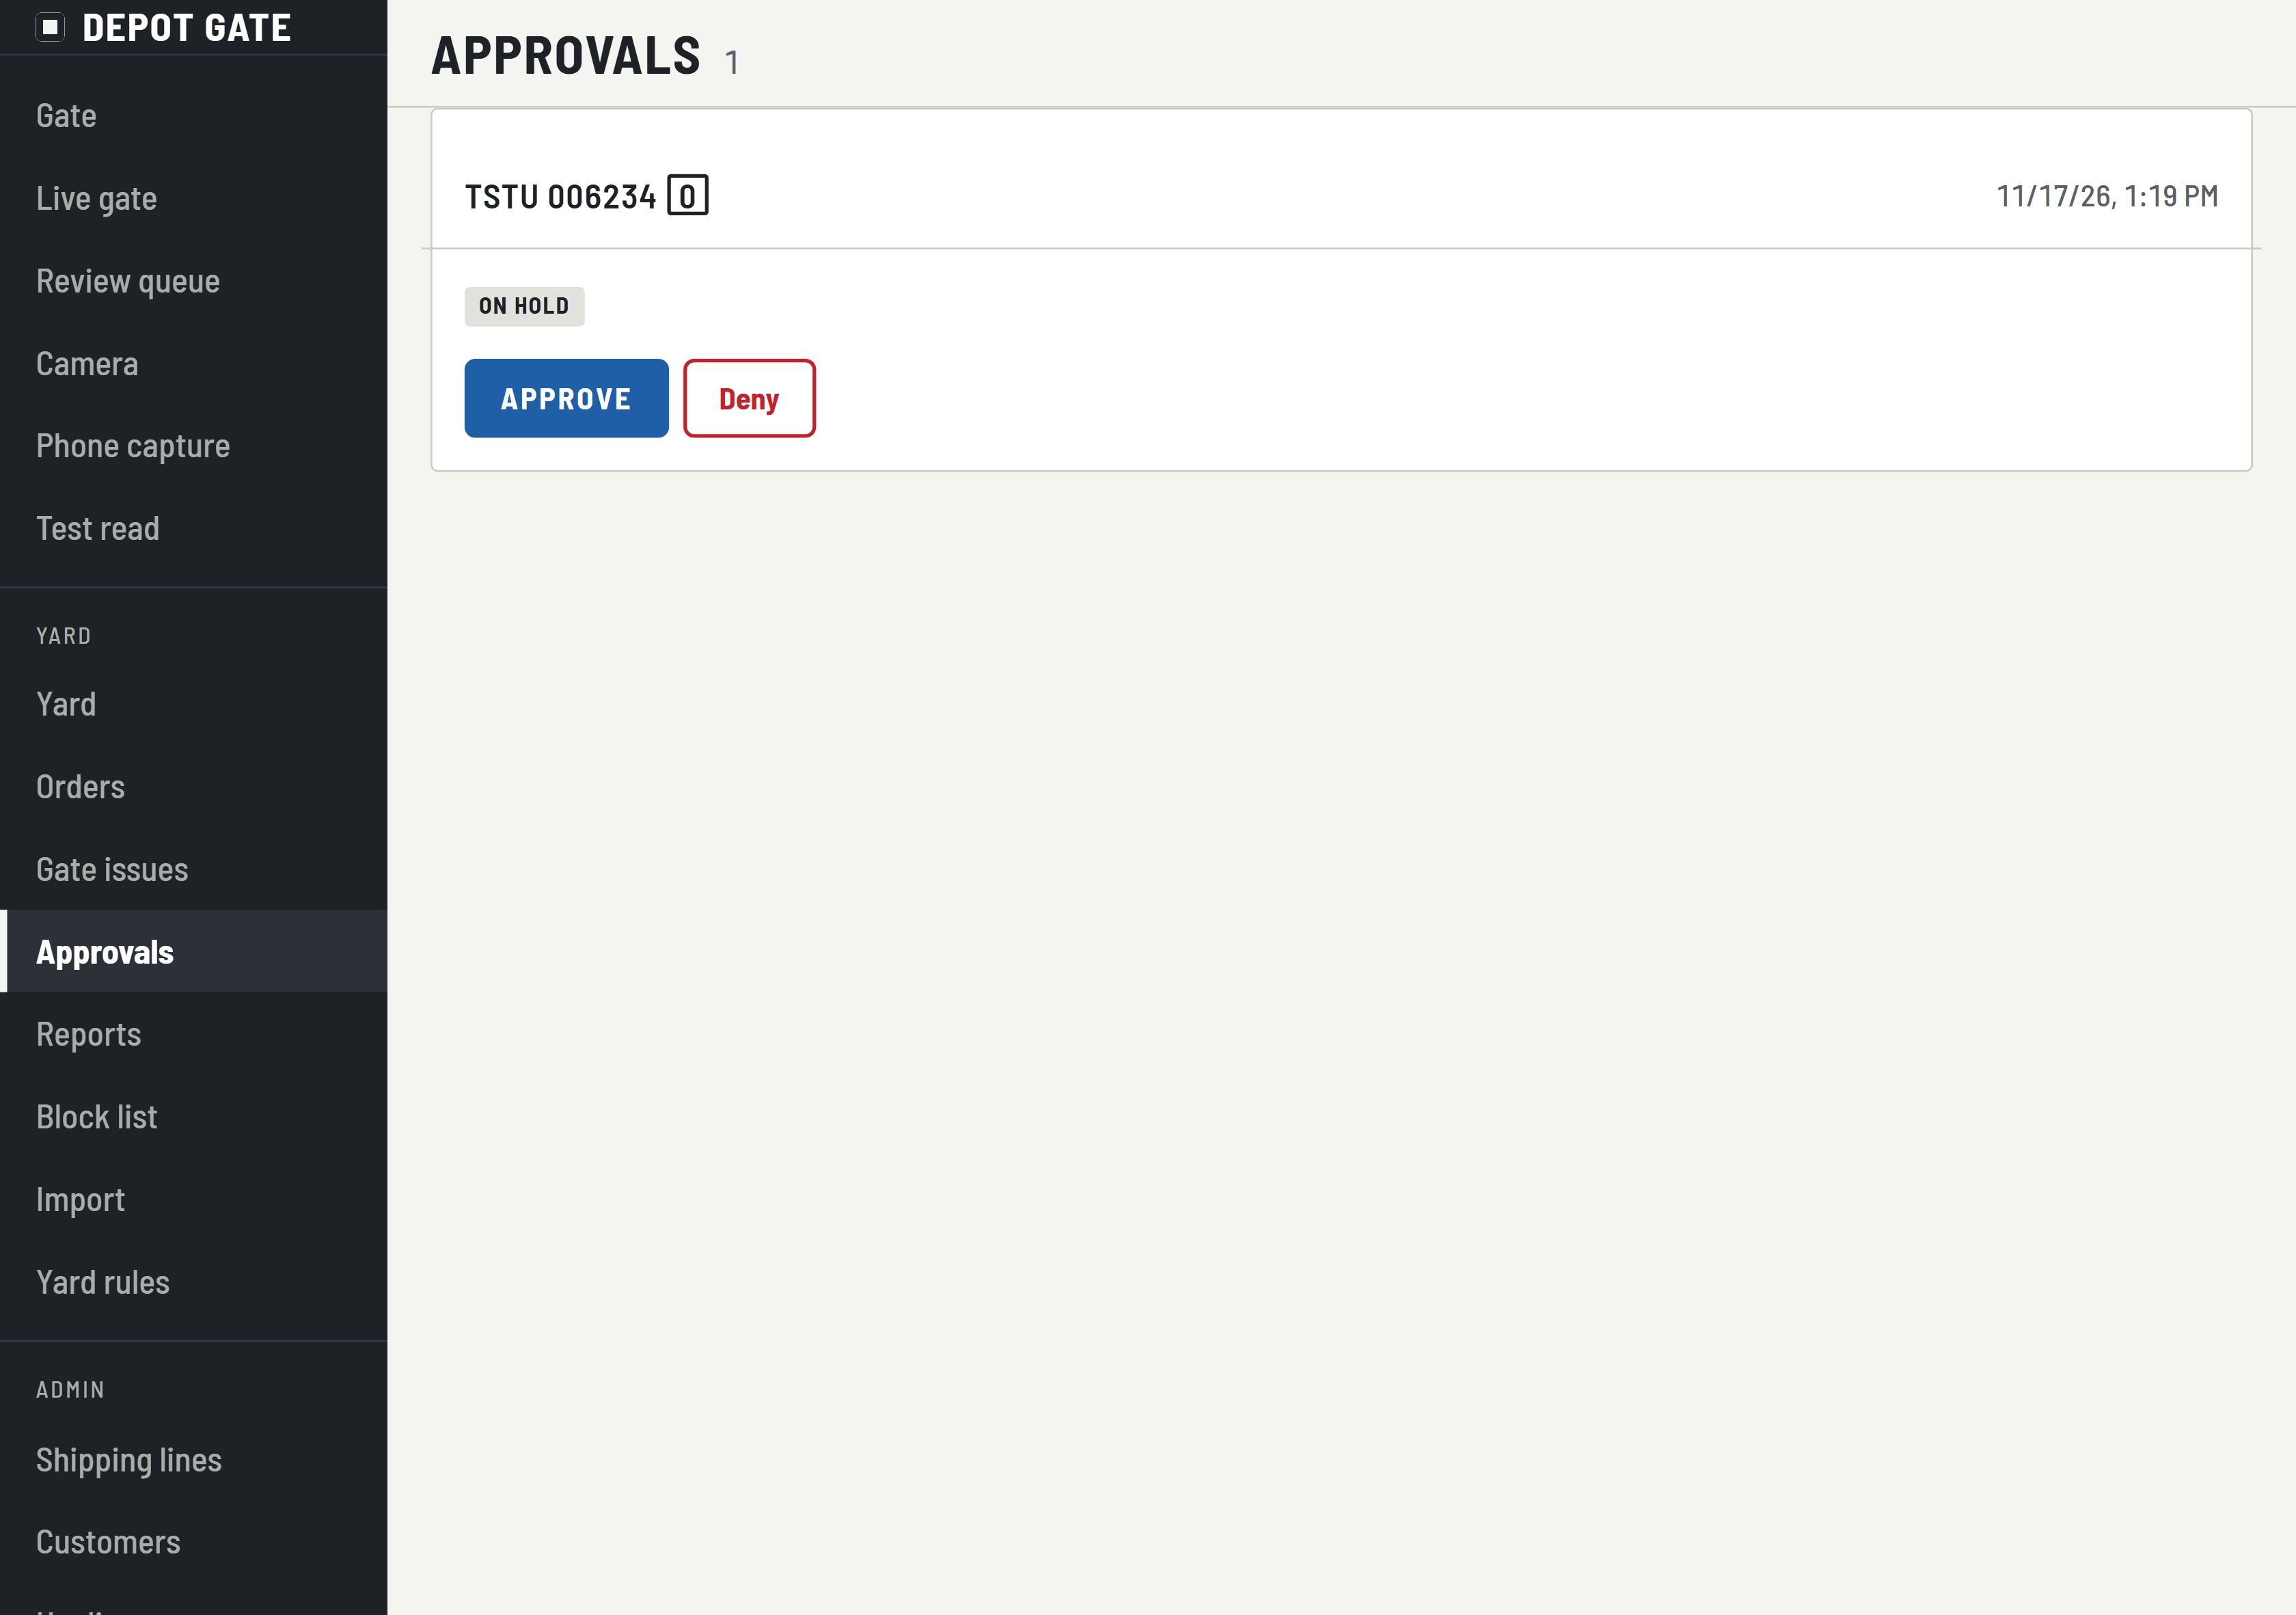 DEPOT GATE
Gate
Live gate
Review queue
Camera
Phone capture
Test read
YARD
Yard
Orders
Gate issues
Approvals
Reports
Block list
Import
Yard rules
ADMIN
Shipping lines
Customers
APPROVALS 1
TSTU 006234 0
11/17/26, 1:19 PM
ON HOLD
APPROVE
Deny